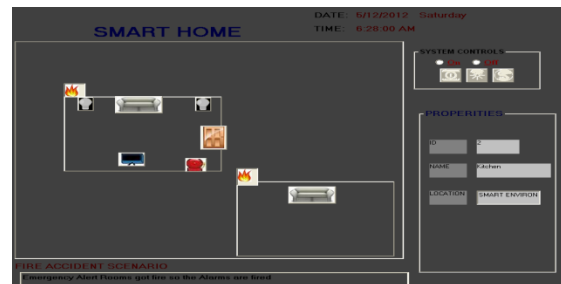 DATE: 5/12/2012 Saturday
SMART HOME
TIME: 6:28:00 AM
SYSTEM CONTROLS
On Off
PROPERITIES
ID 2
NAME Kitchen
LOCATION SMART ENVIRON
FIRE ACCIDENT SCENARIO
Emergency Alert Rooms got fire so the Alarms are fired